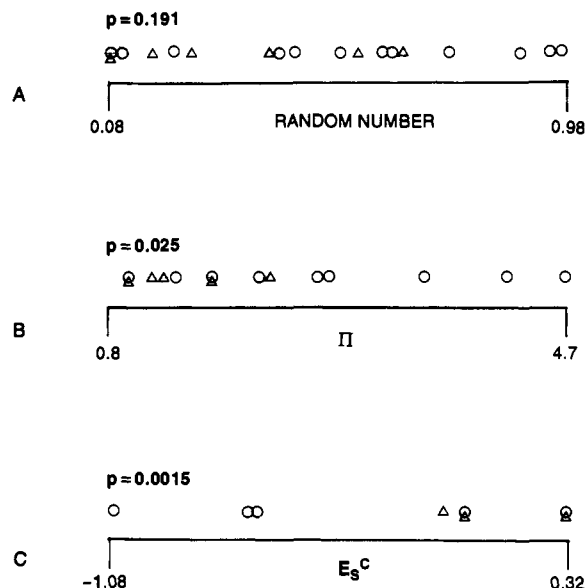 p = 0.191
A
0.08
RANDOM NUMBER
0.98
p = 0.025
B
0.8
Π
4.7
p = 0.0015
C
−1.08
Es^C
0.32